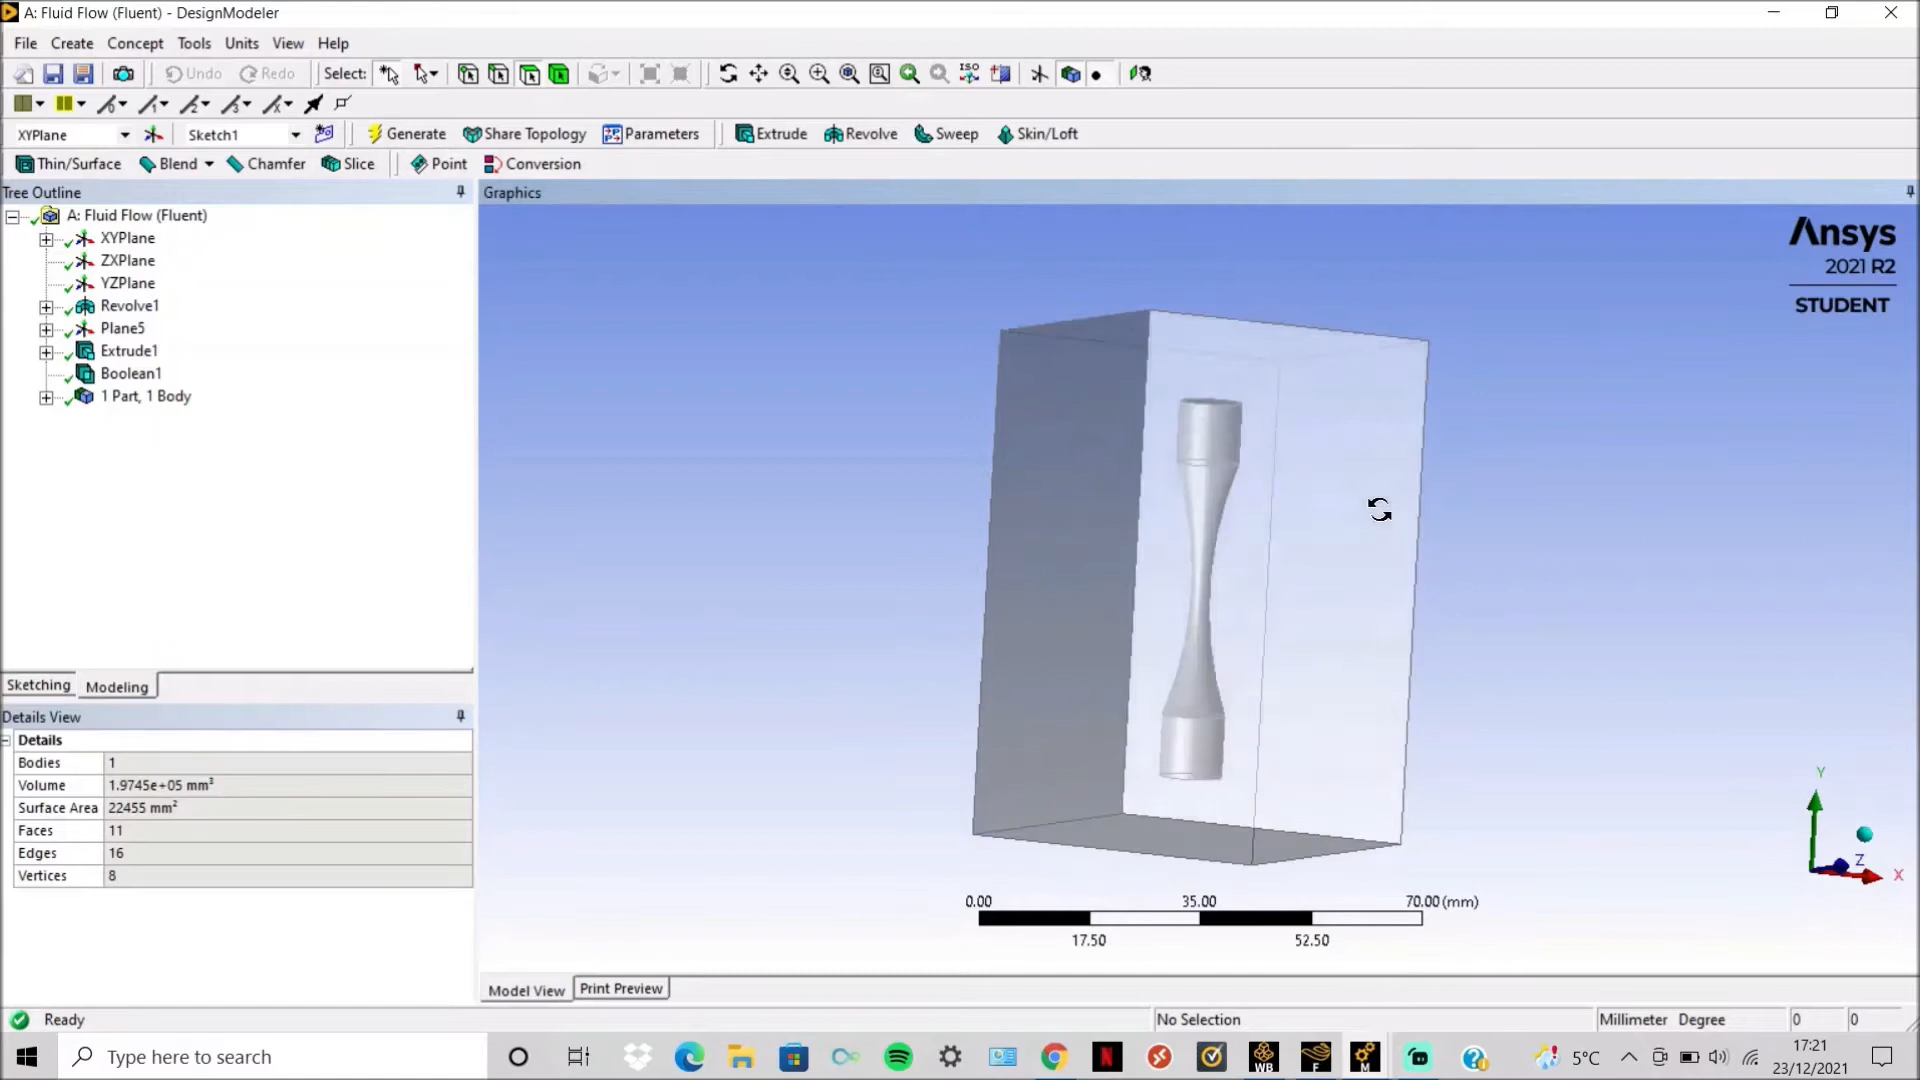 A: Fluid Flow (Fluent) - DesignModeler
File Create Concept Tools Units View Help
Undo Redo Select: ISO
XYPlane Sketch1 Generate Share Topology Parameters Extrude Revolve Sweep Skin/Loft
Thin/Surface Blend Chamfer Slice Point Conversion
Tree Outline
A: Fluid Flow (Fluent)
XYPlane
ZXPlane
YZPlane
Revolve1
Plane5
Extrude1
Boolean1
1 Part, 1 Body
Sketching Modeling
Details View
Details
Bodies 1
Volume 1.9745e+05 mm³
Surface Area 22455 mm²
Faces 11
Edges 16
Vertices 8
Graphics
Ansys
2021 R2
STUDENT
Y
Z
X
0.00 35.00 70.00 (mm)
17.50 52.50
Model View Print Preview
Ready No Selection Millimeter Degree 0 0
Type here to search
N WB F M
5°C
17:21
23/12/2021